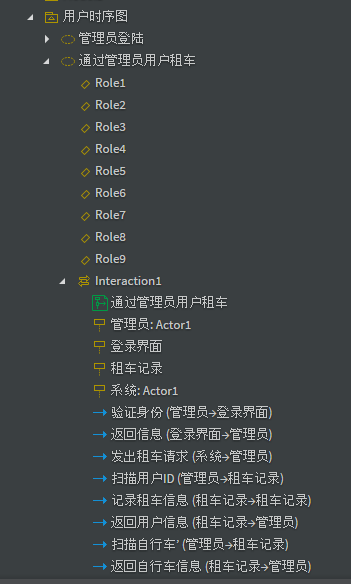 用户时序图
管理员登陆
通过管理员用户租车
Role1
Role2
Role3
Role4
Role5
Role6
Role7
Role8
Role9
Interaction1
通过管理员用户租车
管理员: Actor1
登录界面
租车记录
系统: Actor1
验证身份 (管理员→登录界面)
返回信息 (登录界面→管理员)
发出租车请求 (系统→管理员)
扫描用户ID (管理员→租车记录)
记录租车信息 (租车记录→租车记录)
返回用户信息 (租车记录→管理员)
扫描自行车' (管理员→租车记录)
返回自行车信息 (租车记录→管理员)